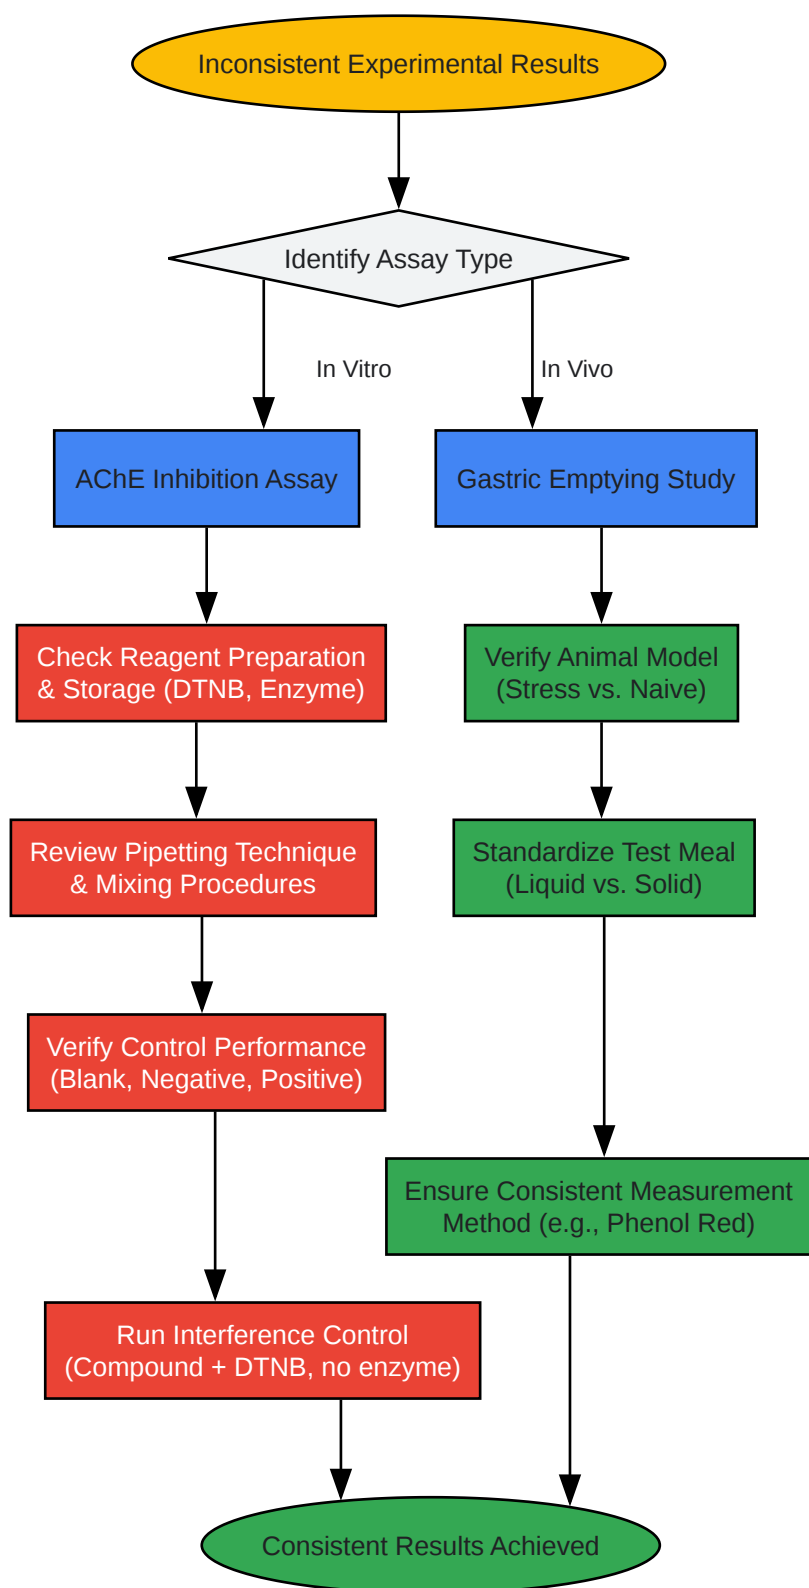 Inconsistent Experimental Results
Identify Assay Type
In Vitro
In Vivo
AChE Inhibition Assay
Gastric Emptying Study
Check Reagent Preparation
& Storage (DTNB, Enzyme)
Verify Animal Model
(Stress vs. Naive)
Review Pipetting Technique
& Mixing Procedures
Standardize Test Meal
(Liquid vs. Solid)
Verify Control Performance
(Blank, Negative, Positive)
Ensure Consistent Measurement
Method (e.g., Phenol Red)
Run Interference Control
(Compound + DTNB, no enzyme)
Consistent Results Achieved